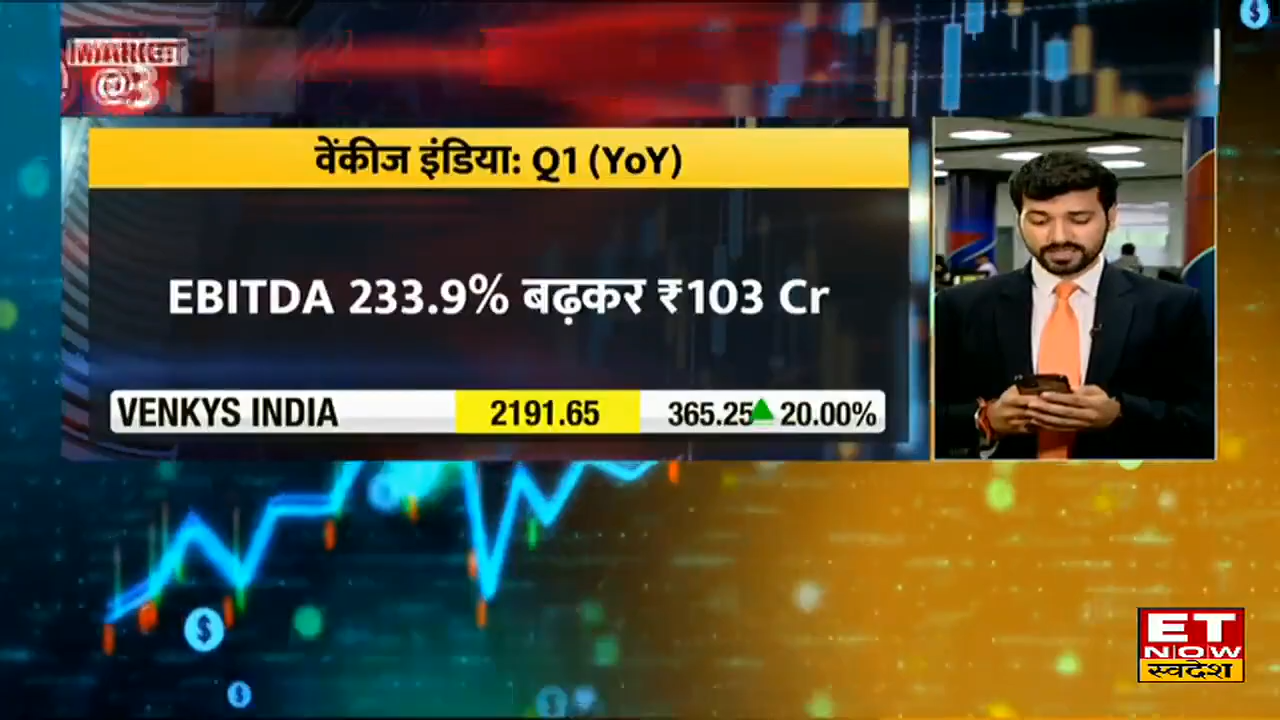 MARKET
@3
वेंकीज इंडिया: Q1 (YoY)
EBITDA 233.9% बढ़कर ₹103 Cr
VENKYS INDIA 2191.65 365.25 20.00%
ET
NOW
स्वदेश